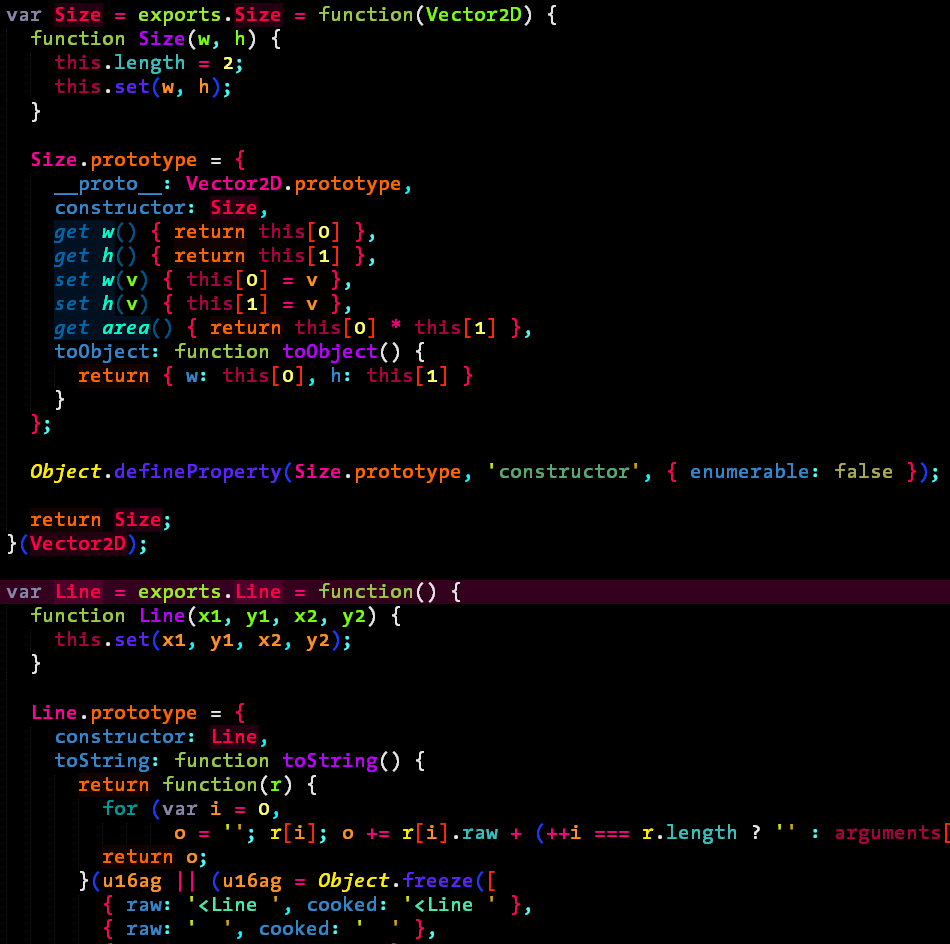 var Size = exports.Size = function(Vector2D) {
  function Size(w, h) {
    this.length = 2;
    this.set(w, h);
  }

  Size.prototype = {
    __proto__: Vector2D.prototype,
    constructor: Size,
    get w() { return this[0] },
    get h() { return this[1] },
    set w(v) { this[0] = v },
    set h(v) { this[1] = v },
    get area() { return this[0] * this[1] },
    toObject: function toObject() {
      return { w: this[0], h: this[1] }
    }
  };

  Object.defineProperty(Size.prototype, 'constructor', { enumerable: false });

  return Size;
}(Vector2D);

var Line = exports.Line = function() {
  function Line(x1, y1, x2, y2) {
    this.set(x1, y1, x2, y2);
  }

  Line.prototype = {
    constructor: Line,
    toString: function toString() {
      return function(r) {
        for (var i = 0,
              o = ''; r[i]; o += r[i].raw + (++i === r.length ? '' : arguments[
        return o;
      }(u16ag || (u16ag = Object.freeze([
        { raw: '<Line ', cooked: '<Line ' },
        { raw: '  ', cooked: '  ' },